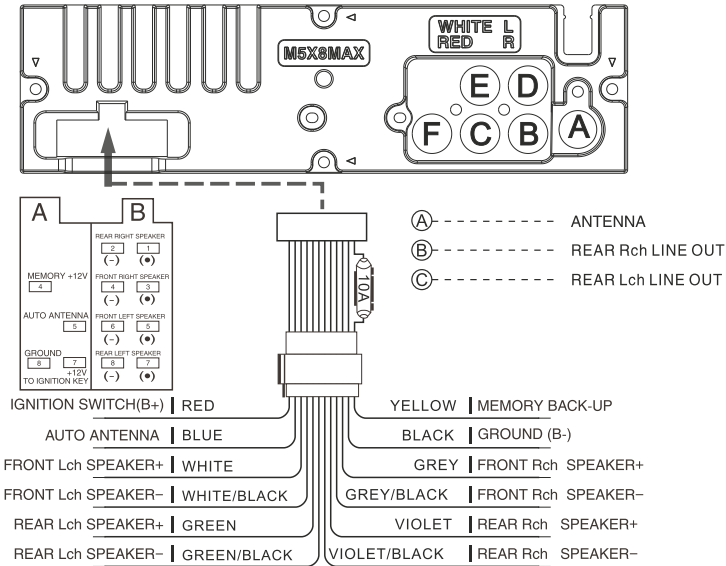 WHITE L
RED R
M5X8MAX
E D
F C B A
A B
REAR RIGHT SPEAKER
2 1
(-) (●)
MEMORY +12V
4
FRONT RIGHT SPEAKER
4 3
(-) (●)
AUTO ANTENNA
5
FRONT LEFT SPEAKER
6 5
(-) (●)
GROUND
8 7
+12V
TO IGNITION KEY
REAR LEFT SPEAKER
8 7
(-) (●)
10A
A ANTENNA
B REAR Rch LINE OUT
C REAR Lch LINE OUT
IGNITION SWITCH(B+) RED
AUTO ANTENNA BLUE
FRONT Lch SPEAKER+ WHITE
FRONT Lch SPEAKER- WHITE/BLACK
REAR Lch SPEAKER+ GREEN
REAR Lch SPEAKER- GREEN/BLACK
YELLOW MEMORY BACK-UP
BLACK GROUND (B-)
GREY FRONT Rch SPEAKER+
GREY/BLACK FRONT Rch SPEAKER-
VIOLET REAR Rch SPEAKER+
VIOLET/BLACK REAR Rch SPEAKER-